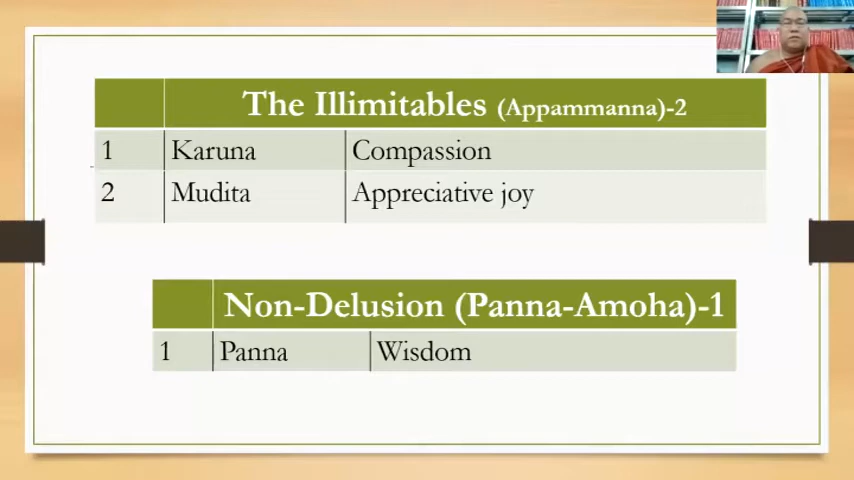 The Illimitables (Appammanna)-2
1 Karuna Compassion
2 Mudita Appreciative joy
Non-Delusion (Panna-Amoha)-1
1 Panna Wisdom